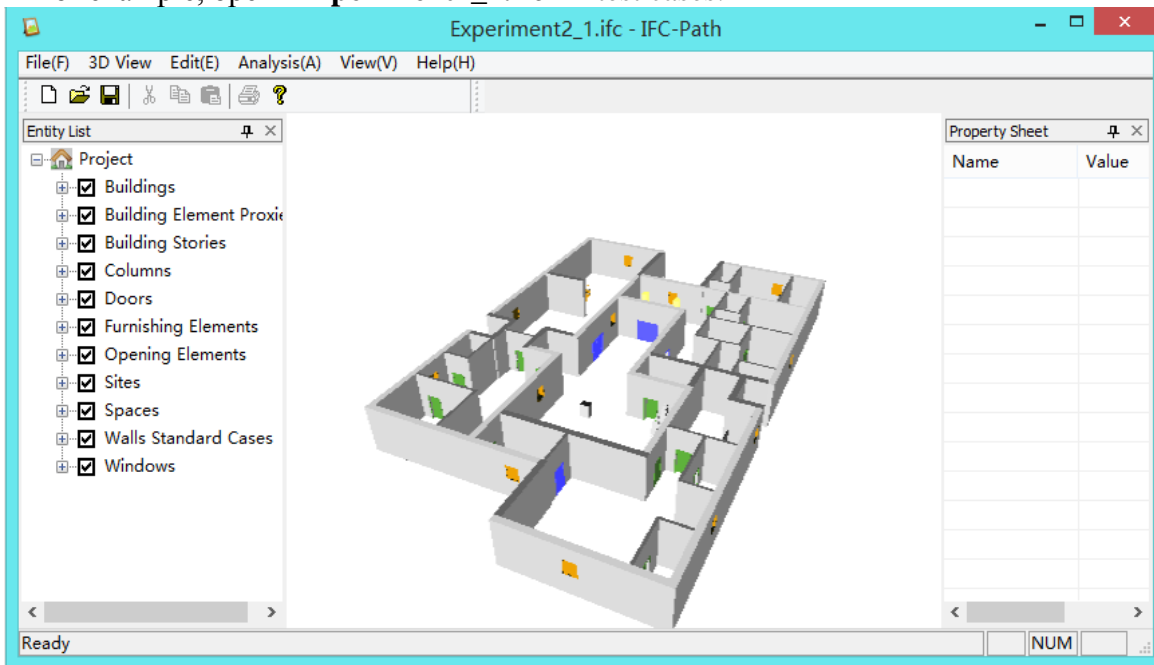 Experiment2_1.ifc - IFC-Path
File(F) 3D View Edit(E) Analysis(A) View(V) Help(H)
Entity List
Project
Buildings
Building Element Proxie
Building Stories
Columns
Doors
Furnishing Elements
Opening Elements
Sites
Spaces
Walls Standard Cases
Windows
Property Sheet
Name Value
Ready
NUM